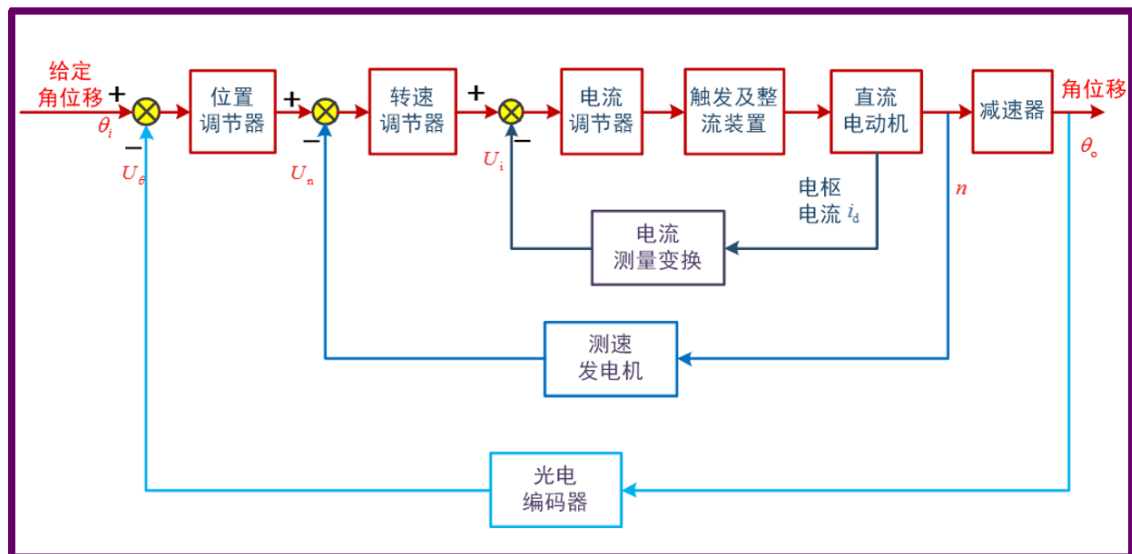 给定
角位移
+
θi
−
Uθ
位置
调节器
+
−
Un
转速
调节器
+
−
Ui
电流
调节器
触发及整
流装置
直流
电动机
减速器
角位移
θo
n
电枢
电流 id
电流
测量变换
测速
发电机
光电
编码器